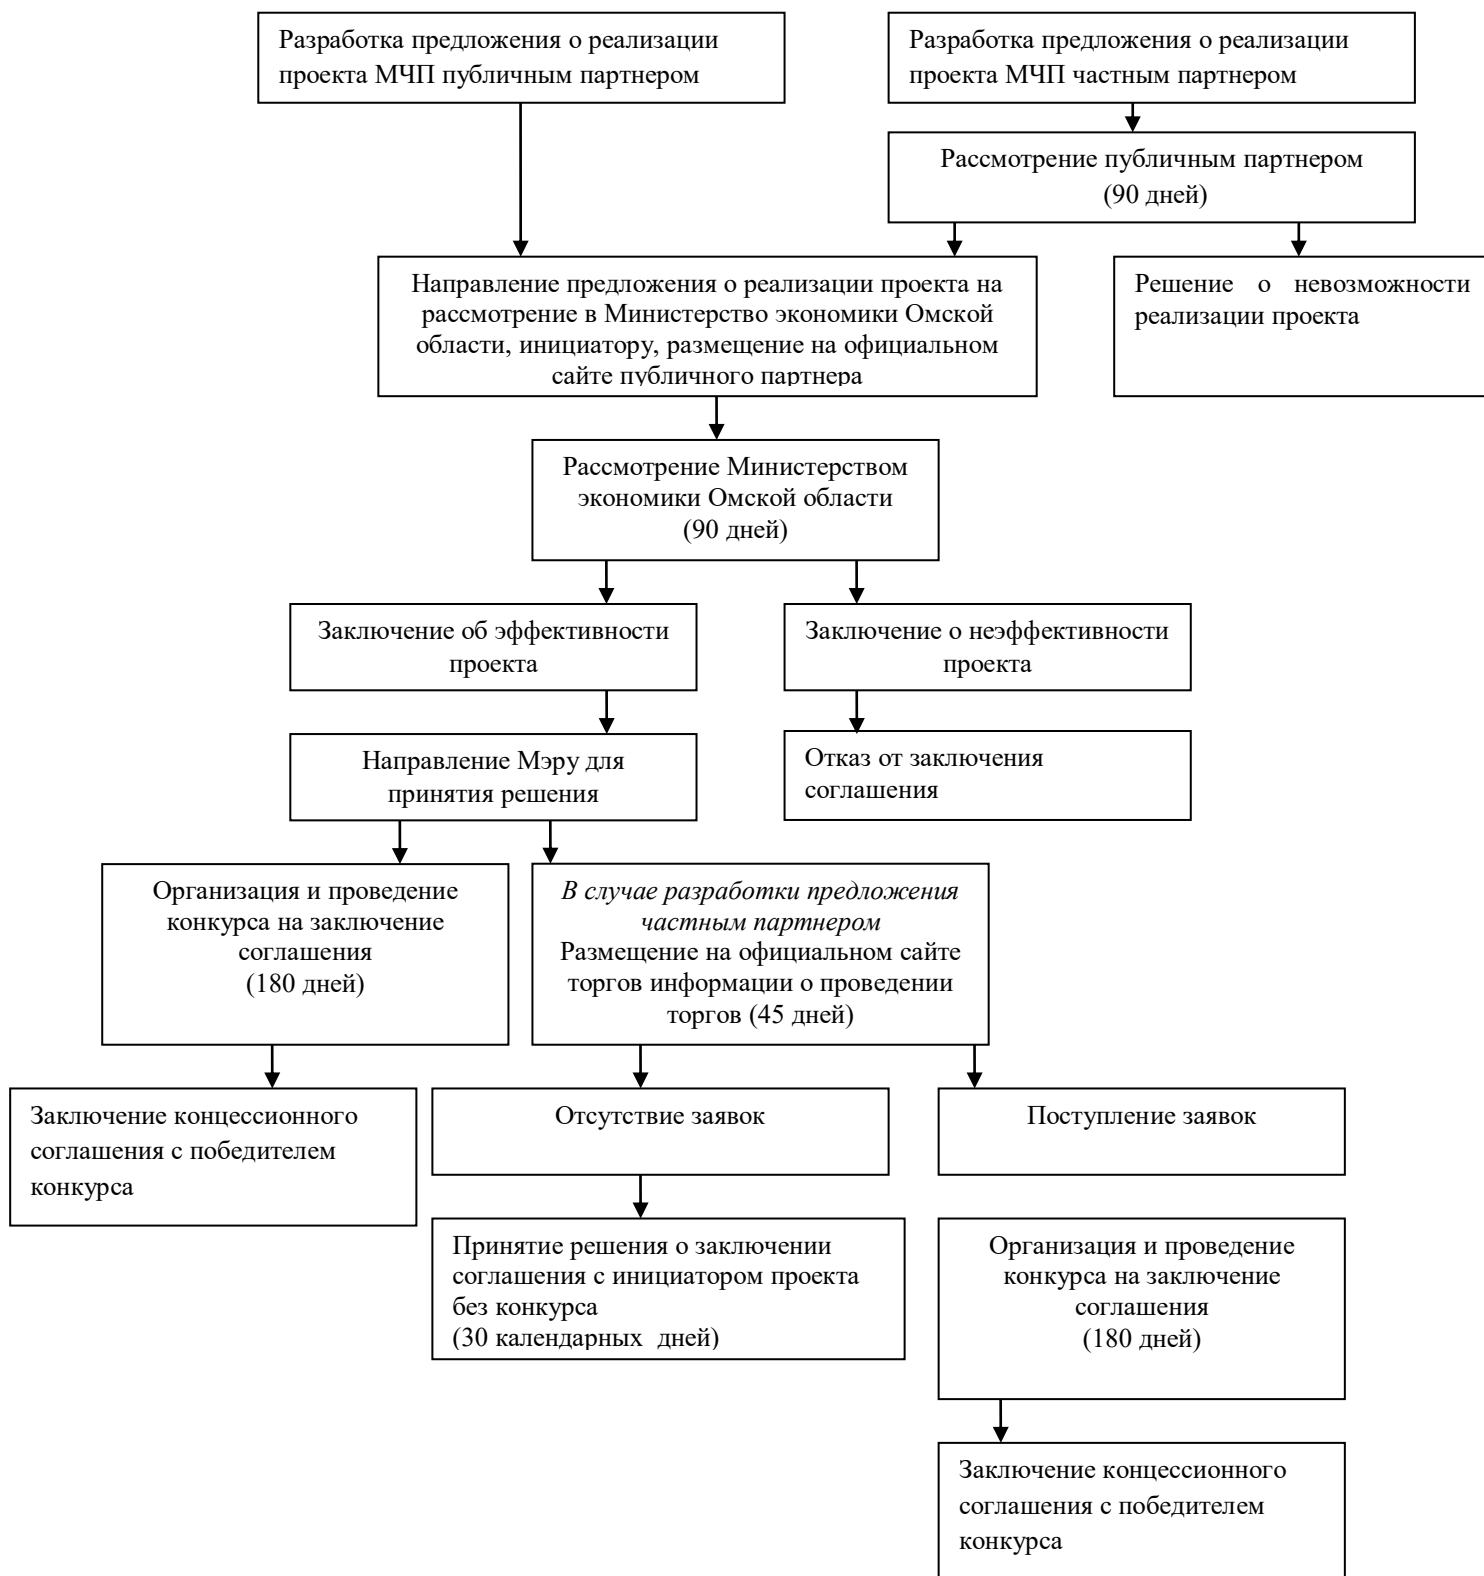 Разработка предложения о реализации
проекта МЧП публичным партнером
Разработка предложения о реализации
проекта МЧП частным партнером
Рассмотрение публичным партнером
(90 дней)
Направление предложения о реализации проекта на
рассмотрение в Министерство экономики Омской
области, инициатору, размещение на официальном
сайте публичного партнера
Решение о невозможности
реализации проекта
Рассмотрение Министерством
экономики Омской области
(90 дней)
Заключение об эффективности
проекта
Заключение о неэффективности
проекта
Направление Мэру для
принятия решения
Отказ от заключения
соглашения
Организация и проведение
конкурса на заключение
соглашения
(180 дней)
В случае разработки предложения
частным партнером
Размещение на официальном сайте
торгов информации о проведении
торгов (45 дней)
Заключение концессионного
соглашения с победителем
конкурса
Отсутствие заявок
Поступление заявок
Принятие решения о заключении
соглашения с инициатором проекта
без конкурса
(30 календарных дней)
Организация и проведение
конкурса на заключение
соглашения
(180 дней)
Заключение концессионного
соглашения с победителем
конкурса